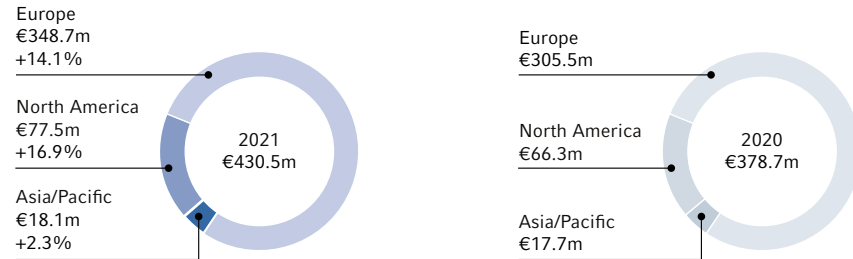 Europe
€348.7m
+14.1%
North America
€77.5m
+16.9%
Asia/Pacific
€18.1m
+2.3%
2021
€430.5m
Europe
€305.5m
North America
€66.3m
Asia/Pacific
€17.7m
2020
€378.7m